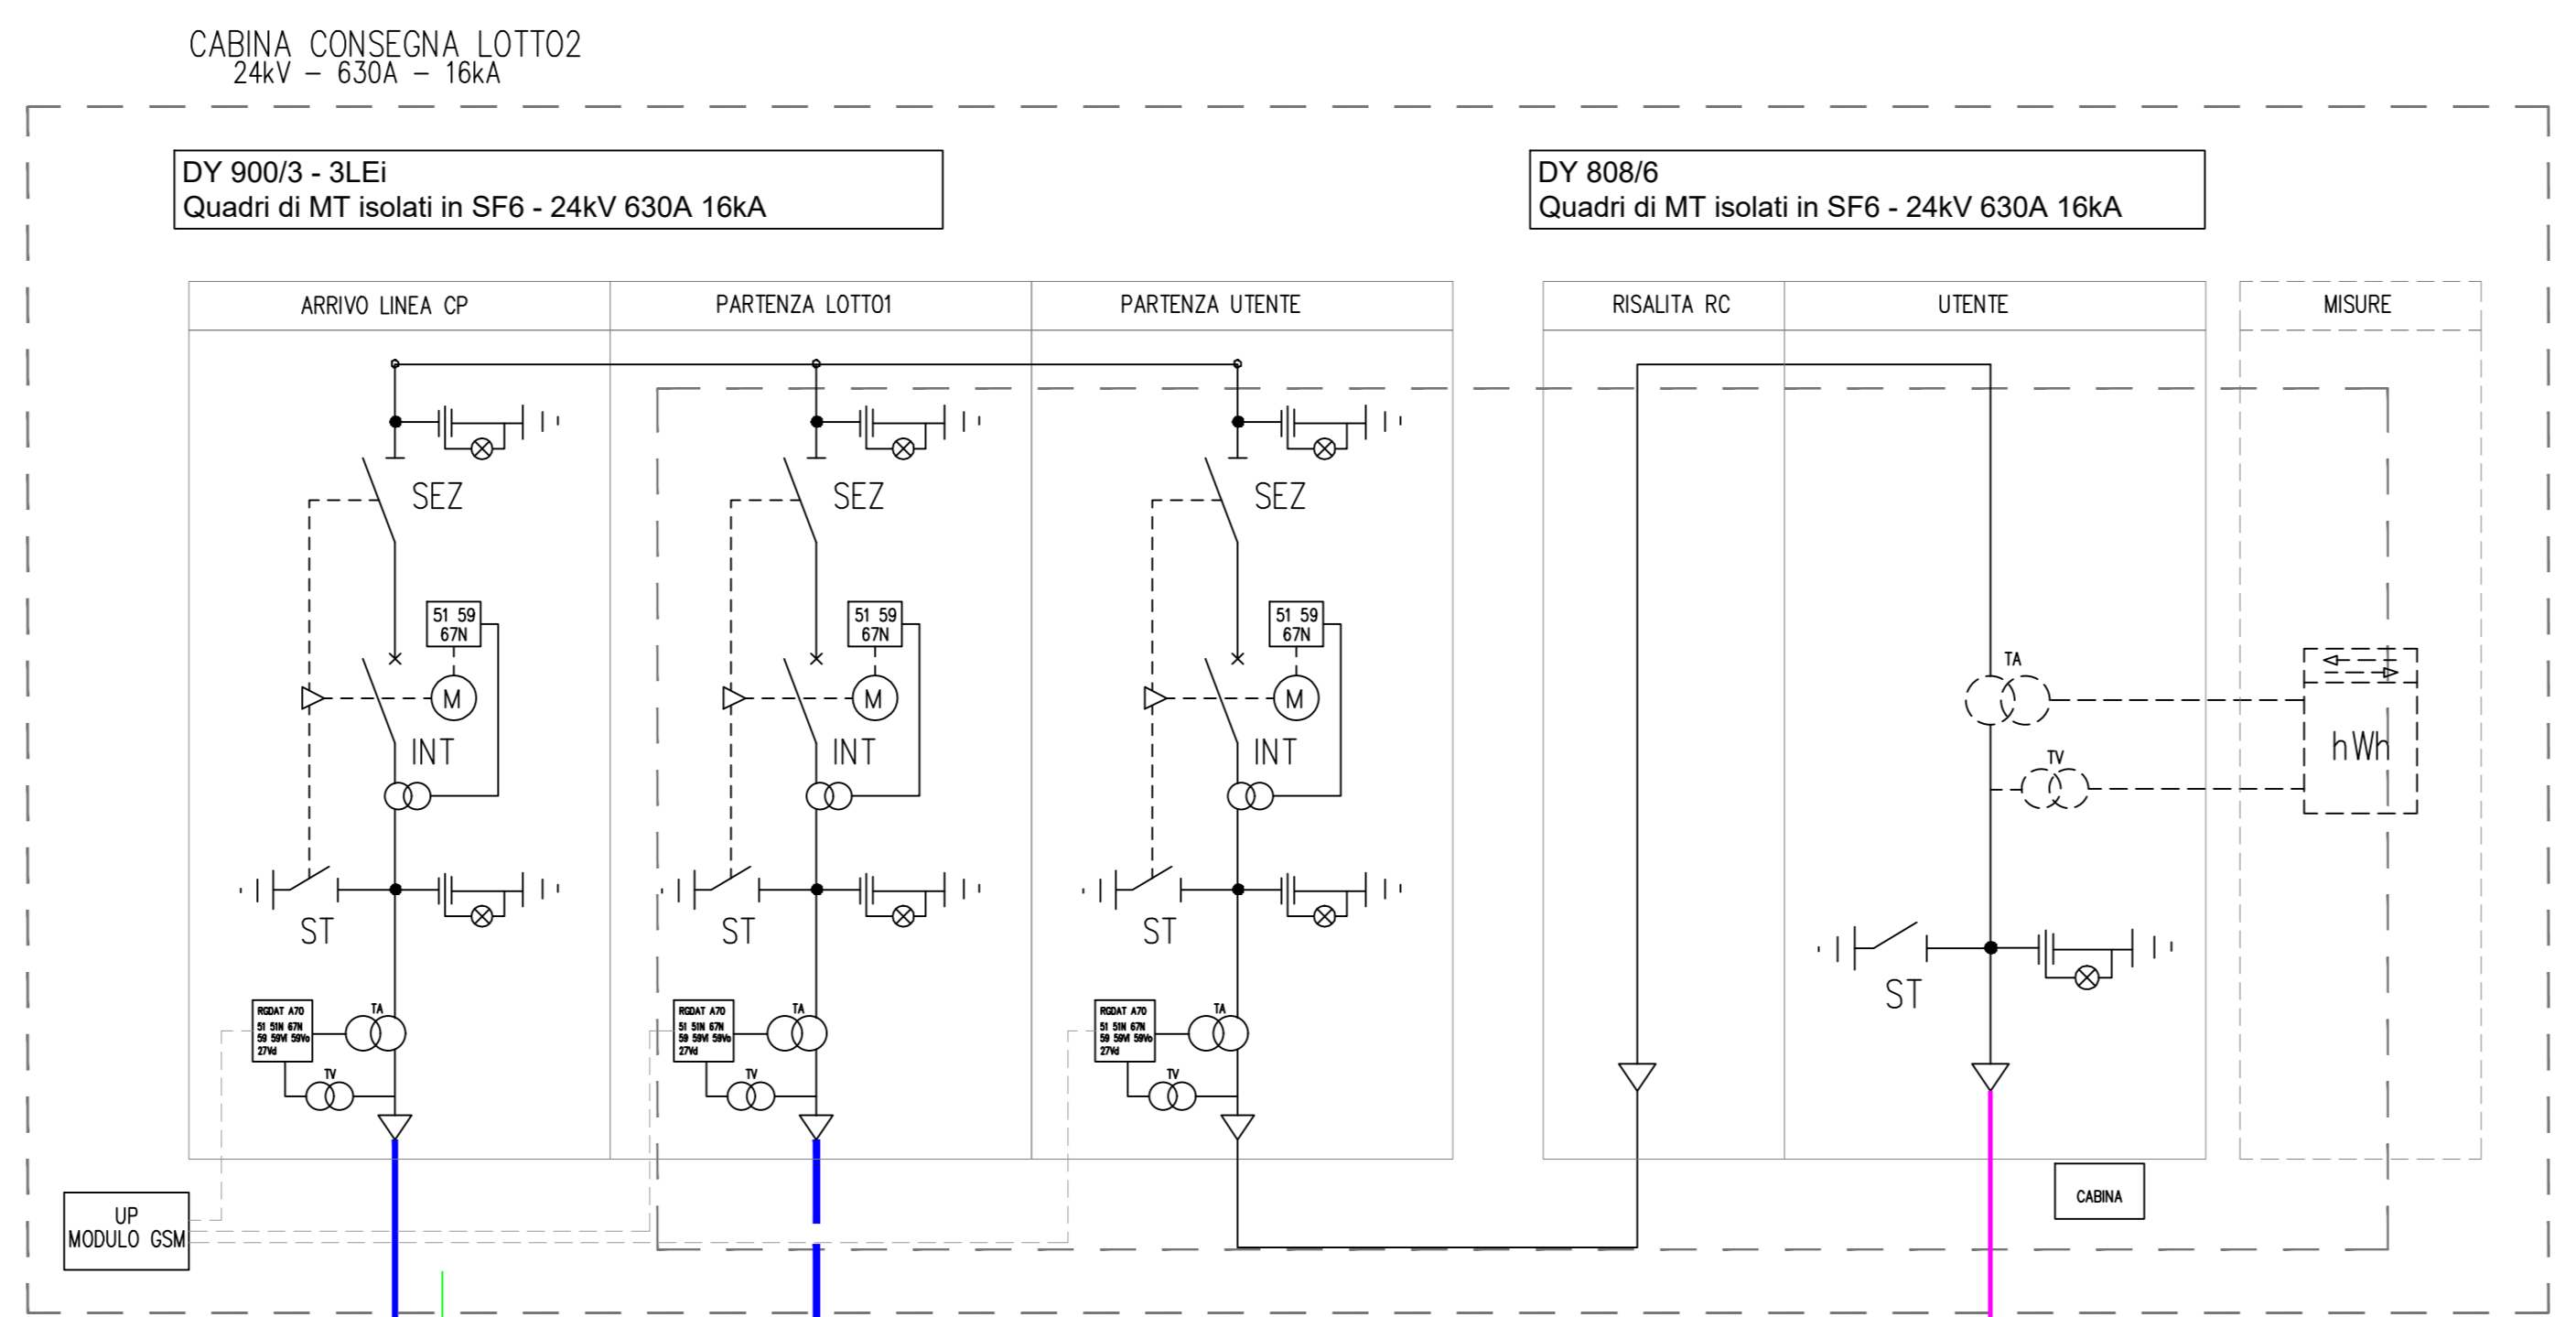 CABINA CONSEGNA LOTTO2
24kV - 630A - 16kA
DY 900/3 - 3LEi
Quadri di MT isolati in SF6 - 24kV 630A 16kA
DY 808/6
Quadri di MT isolati in SF6 - 24kV 630A 16kA
ARRIVO LINEA CP
PARTENZA LOTTO1
PARTENZA UTENTE
RISALITA RC
UTENTE
MISURE
SEZ
SEZ
SEZ
51 59
67N
51 59
67N
51 59
67N
M
M
M
INT
INT
INT
TA
TV
hWh
ST
ST
ST
ST
RGDAT A70
51 51N 67N
59 59Vi 59Vo
27Vd
TA
TV
RGDAT A70
51 51N 67N
59 59Vi 59Vo
27Vd
TA
TV
RGDAT A70
51 51N 67N
59 59Vi 59Vo
27Vd
TA
TV
UP
MODULO GSM
CABINA